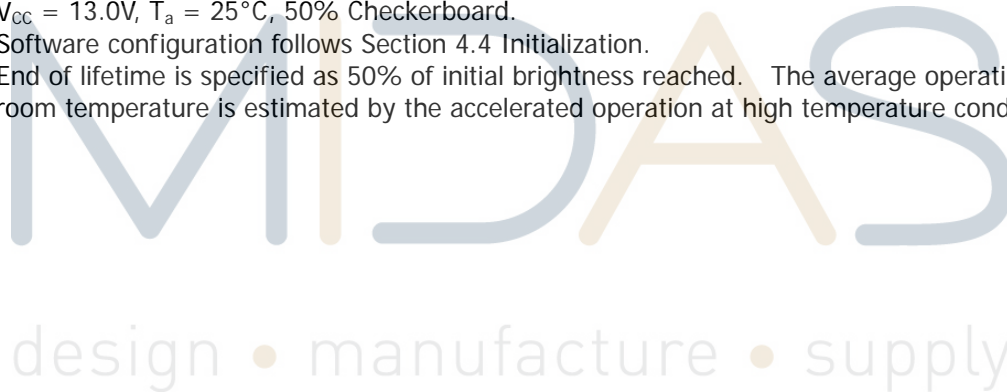 V_CC = 13.0V, T_a = 25°C, 50% Checkerboard.
Software configuration follows Section 4.4 Initialization.
End of lifetime is specified as 50% of initial brightness reached. The average operati
room temperature is estimated by the accelerated operation at high temperature cond
MIDAS
design • manufacture • supply